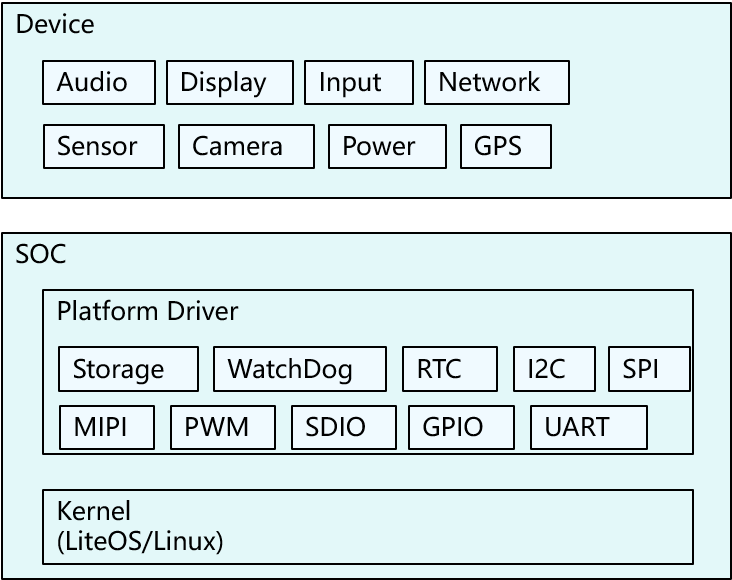 Device
Audio Display Input Network
Sensor Camera Power GPS
SOC
Platform Driver
Storage WatchDog RTC I2C SPI
MIPI PWM SDIO GPIO UART
Kernel
(LiteOS/Linux)